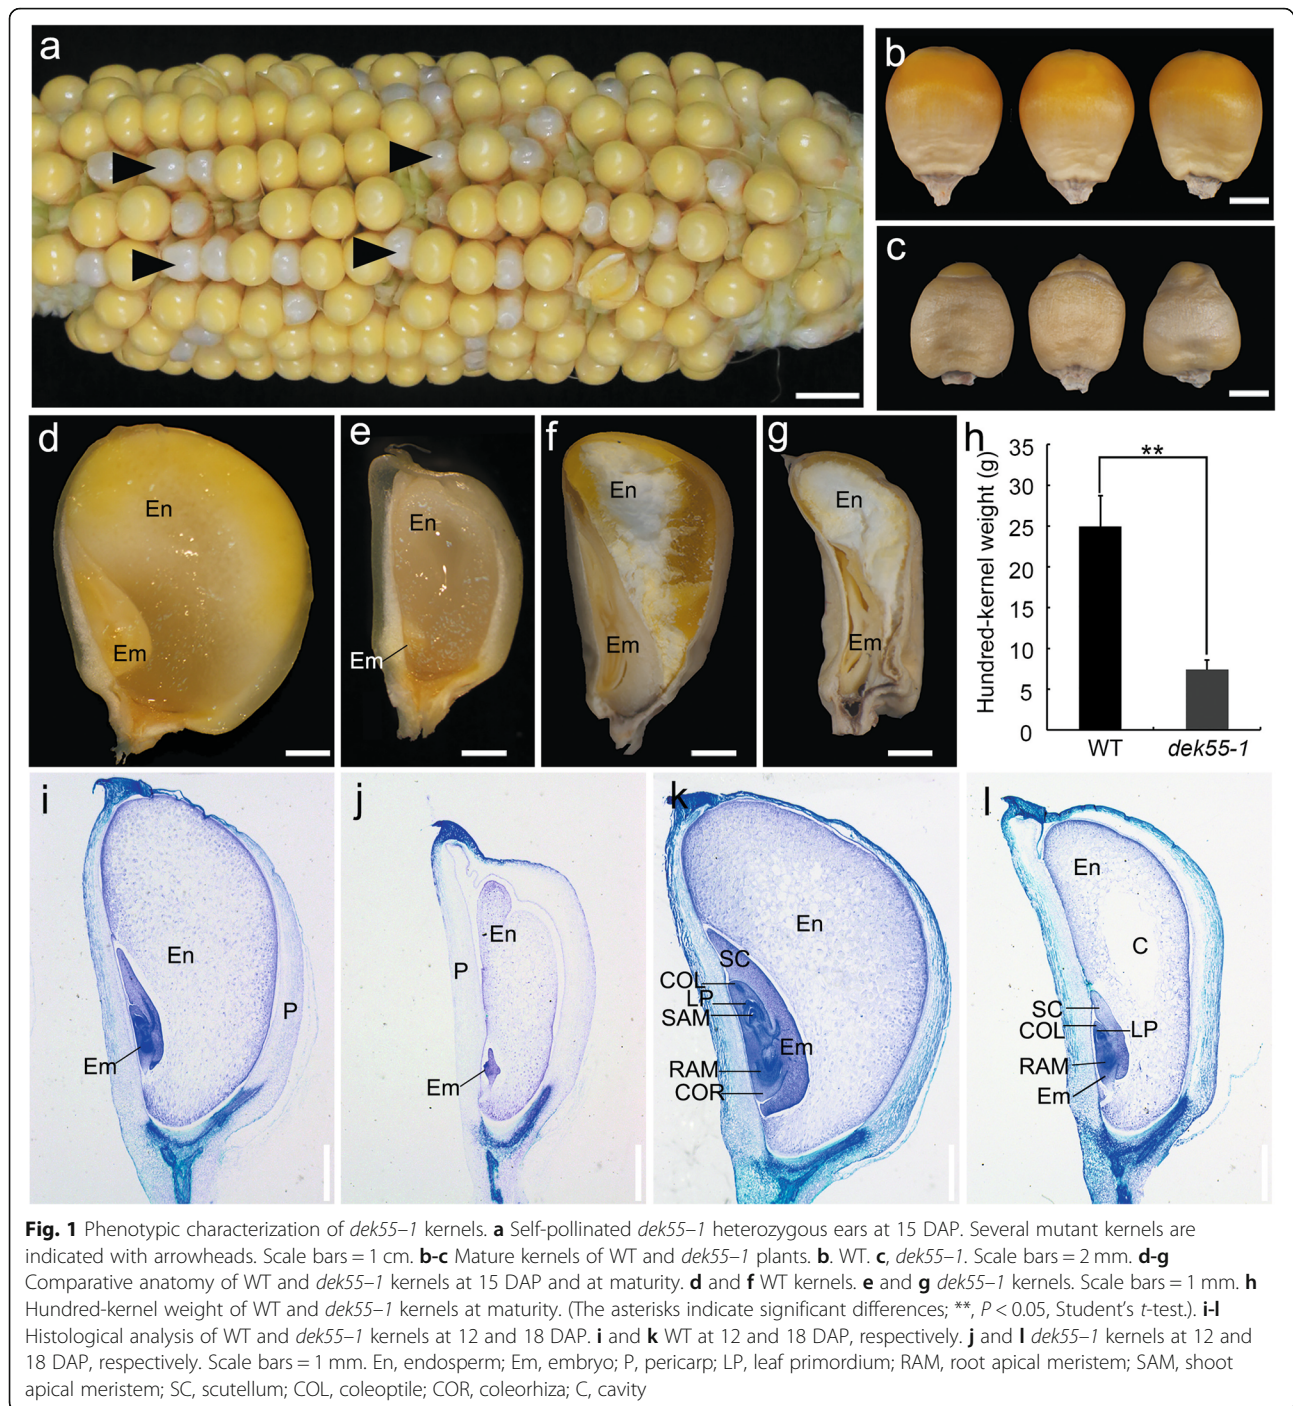 a
b
c
d
En
Em
e
En
Em
f
En
Em
g
En
Em
h
Hundred-kernel weight (g)
35
30
25
20
15
10
5
0
**
WT
dek55-1
i
En
P
Em
j
P
En
Em
k
En
SC
COL
LP
SAM
Em
RAM
COR
l
En
C
SC
COL
LP
RAM
Em
Fig. 1 Phenotypic characterization of dek55–1 kernels. a Self-pollinated dek55–1 heterozygous ears at 15 DAP. Several mutant kernels are
indicated with arrowheads. Scale bars = 1 cm. b-c Mature kernels of WT and dek55–1 plants. b. WT. c, dek55–1. Scale bars = 2 mm. d-g
Comparative anatomy of WT and dek55–1 kernels at 15 DAP and at maturity. d and f WT kernels. e and g dek55–1 kernels. Scale bars = 1 mm. h
Hundred-kernel weight of WT and dek55–1 kernels at maturity. (The asterisks indicate significant differences; **, P < 0.05, Student’s t-test.). i-l
Histological analysis of WT and dek55–1 kernels at 12 and 18 DAP. i and k WT at 12 and 18 DAP, respectively. j and l dek55–1 kernels at 12 and
18 DAP, respectively. Scale bars = 1 mm. En, endosperm; Em, embryo; P, pericarp; LP, leaf primordium; RAM, root apical meristem; SAM, shoot
apical meristem; SC, scutellum; COL, coleoptile; COR, coleorhiza; C, cavity